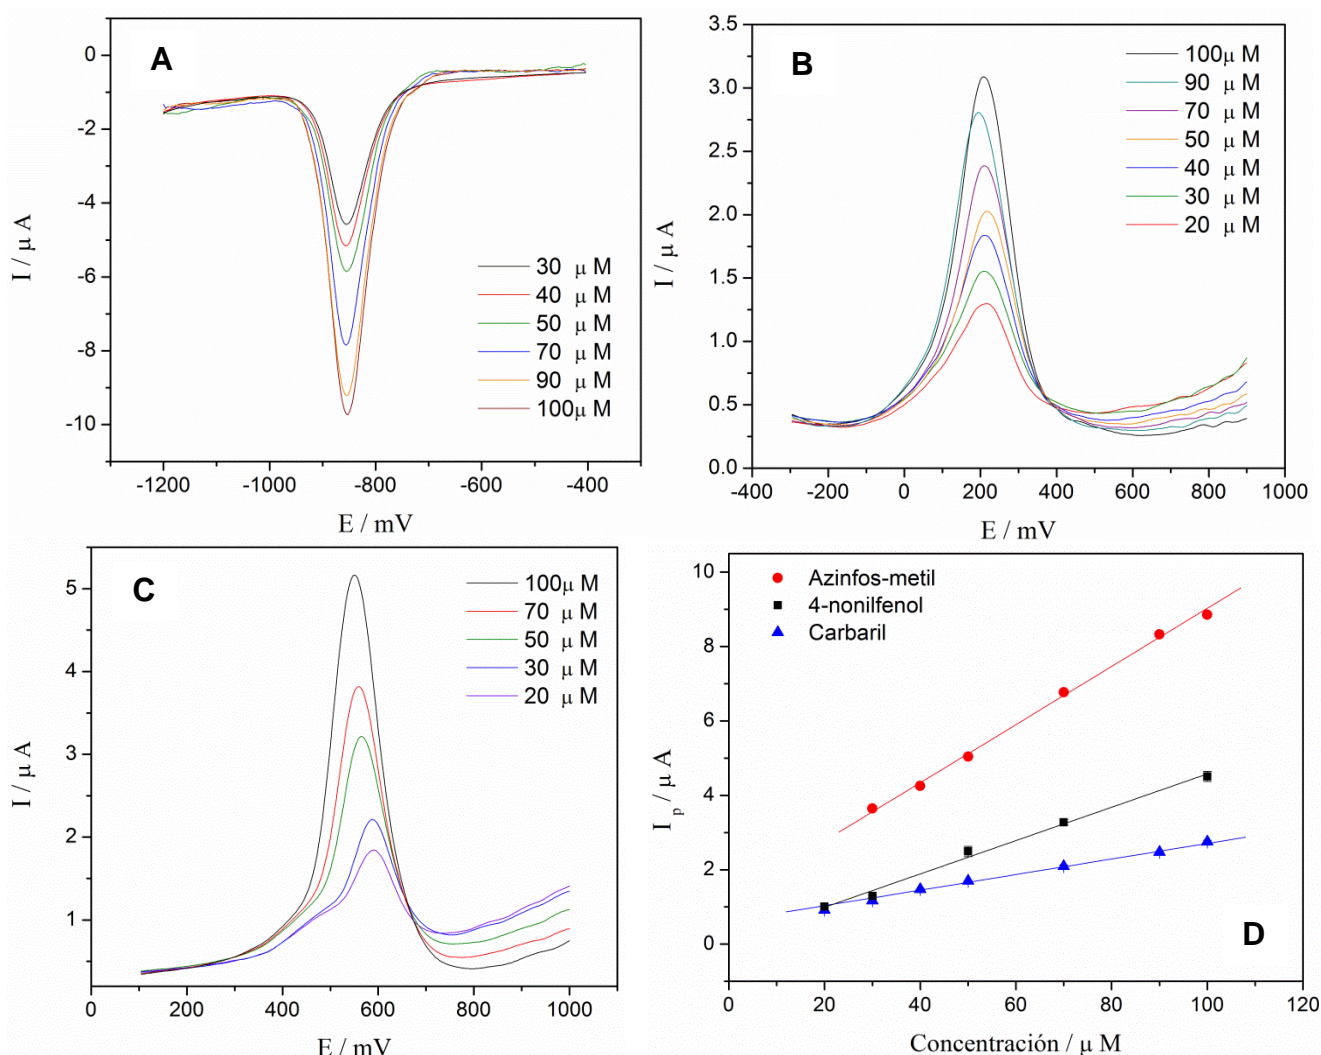 A
0
-2
-4
-6
-8
-10
I / μ A
30 μ M
40 μ M
50 μ M
70 μ M
90 μ M
100μ M
-1200
-1000
-800
-600
-400
E / mV
B
3.5
3.0
2.5
2.0
1.5
1.0
0.5
0.0
I / μ A
100μ M
90 μ M
70 μ M
50 μ M
40 μ M
30 μ M
20 μ M
-400
-200
0
200
400
600
800
1000
E / mV
C
5
4
3
2
1
I / μ A
100μ M
70 μ M
50 μ M
30 μ M
20 μ M
0
200
400
600
800
1000
E / mV
10
8
6
4
2
0
I p / μ A
Azinfos-metil
4-nonilfenol
Carbaril
D
0
20
40
60
80
100
120
Concentración / μ M